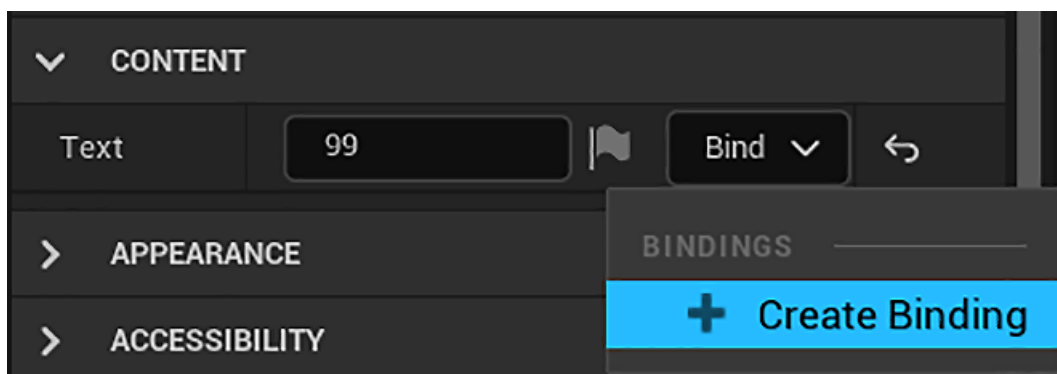 CONTENT
Text 99 Bind
BINDINGS
APPEARANCE
Create Binding
ACCESSIBILITY